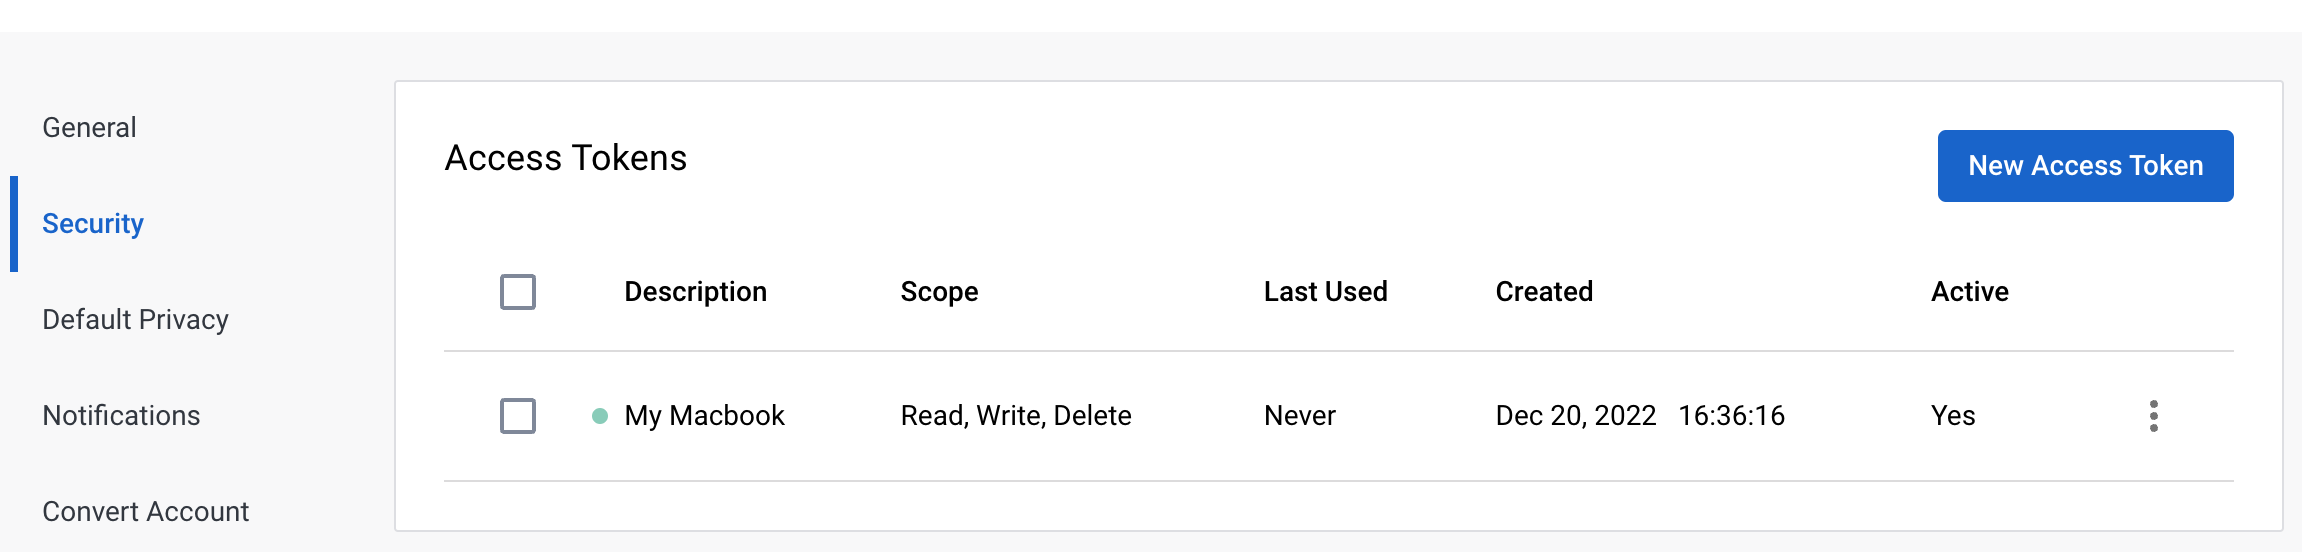 General
Security
Default Privacy
Notifications
Convert Account
Access Tokens
New Access Token
Description Scope Last Used Created Active
My Macbook Read, Write, Delete Never Dec 20, 2022 16:36:16 Yes